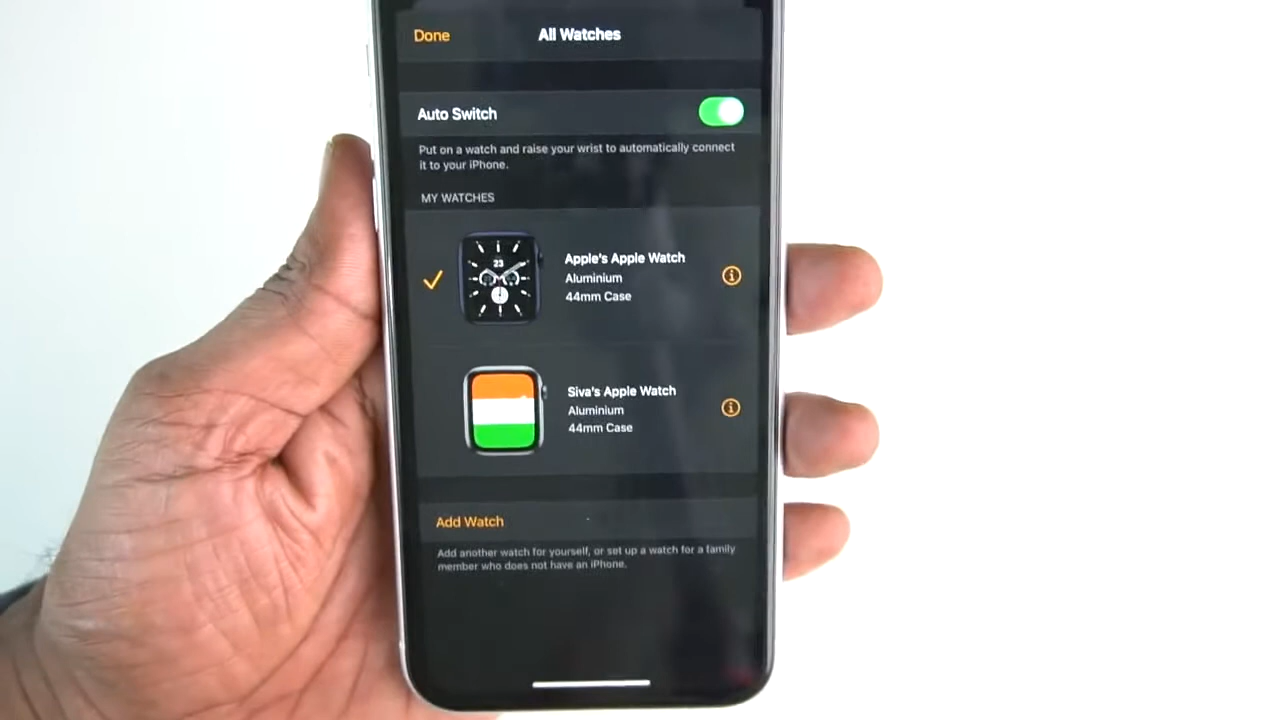 Done
All Watches
Auto Switch
Put on a watch and raise your wrist to automatically connect
it to your iPhone.
MY WATCHES
23
Apple's Apple Watch
Aluminium
44mm Case
Siva's Apple Watch
Aluminium
44mm Case
Add Watch
Add another watch for yourself, or set up a watch for a family
member who does not have an iPhone.